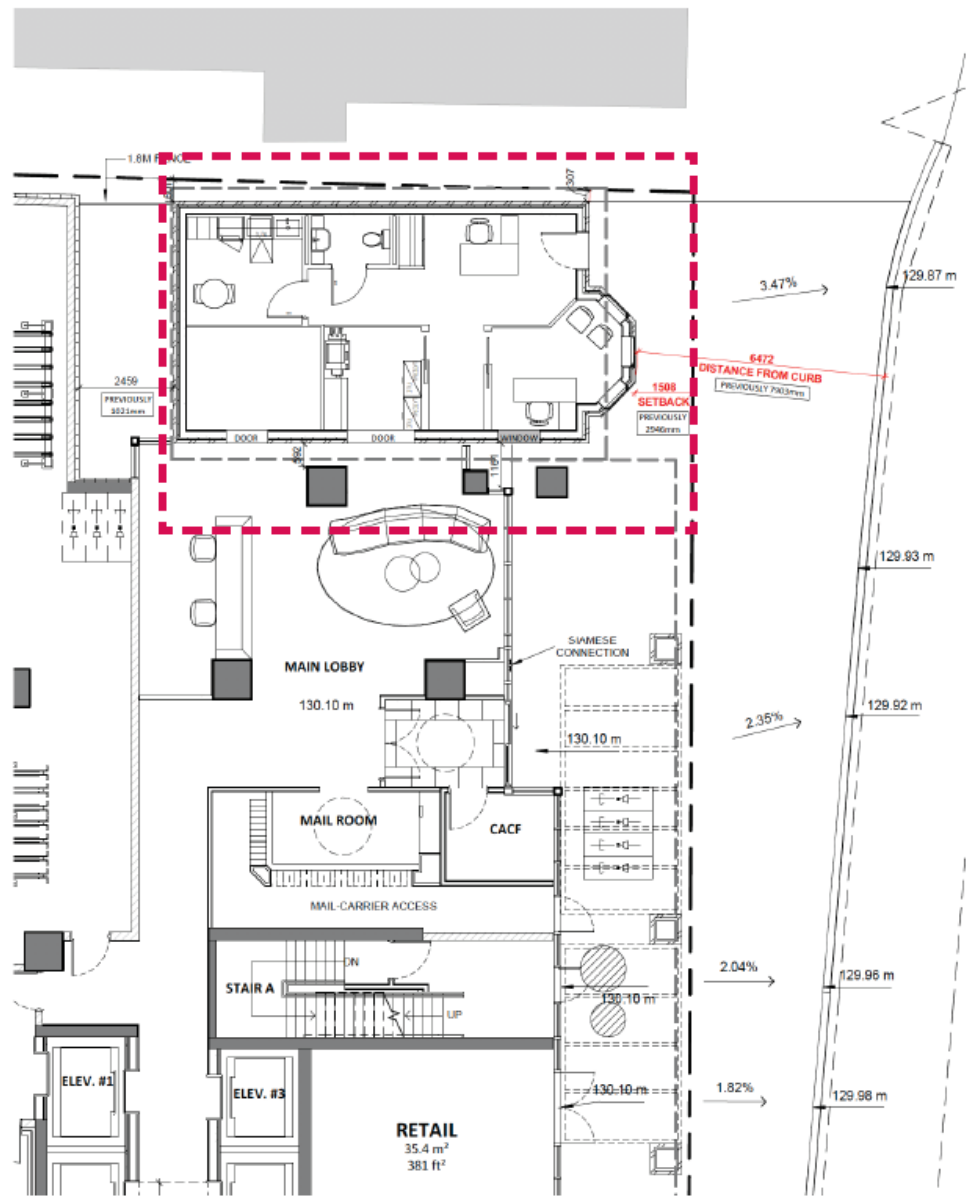 1.8M FENCE
307
3.47%
129.87 m
6472
DISTANCE FROM CURB
PREVIOUSLY 7903mm
2459
PREVIOUSLY
1508
SETBACK
PREVIOUSLY
2946mm
DOOR
DOOR
WINDOW
592
1161
129.93 m
SIAMESE
CONNECTION
MAIN LOBBY
130.10 m
2.35%
129.92 m
130.10 m
MAIL ROOM
CACF
MAIL-CARRIER ACCESS
DN
STAIR A
UP
2.04%
129.96 m
130.10 m
ELEV. #1
ELEV. #3
130.10 m
1.82%
129.98 m
RETAIL
35.4 m²
381 ft²